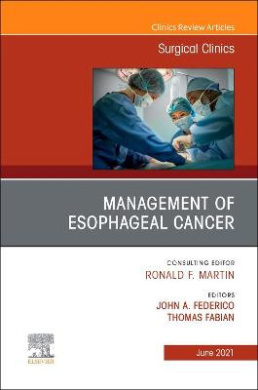 Clinics Review Articles
Surgical Clinics
MANAGEMENT OF
ESOPHAGEAL CANCER
CONSULTING EDITOR
RONALD F. MARTIN
EDITORS
JOHN A. FEDERICO
THOMAS FABIAN
ELSEVIER
June 2021